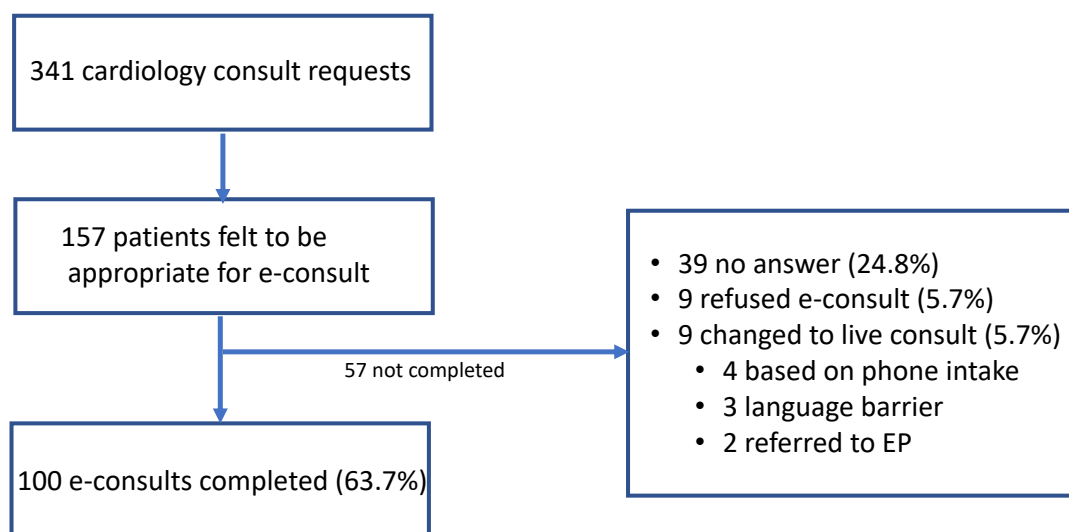 341 cardiology consult requests
157 patients felt to be
appropriate for e-consult
57 not completed
• 39 no answer (24.8%)
• 9 refused e-consult (5.7%)
• 9 changed to live consult (5.7%)
• 4 based on phone intake
• 3 language barrier
• 2 referred to EP
100 e-consults completed (63.7%)